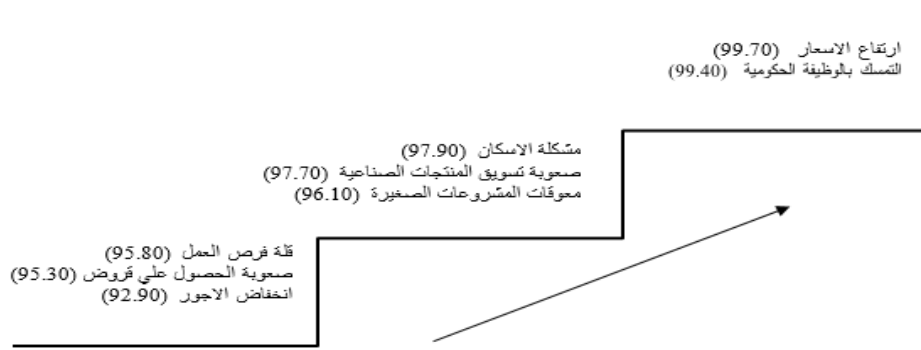 ارتفاع الاسعار (99.70)
التمسك بالوظيفة الحكومية (99.40)
مشكلة الاسكان (97.90)
صعوبة تسويق المنتجات الصناعية (97.70)
معوقات المشروعات الصغيرة (96.10)
قلة فرص العمل (95.80)
صعوبة الحصول علي قروض (95.30)
انخفاض الاجور (92.90)